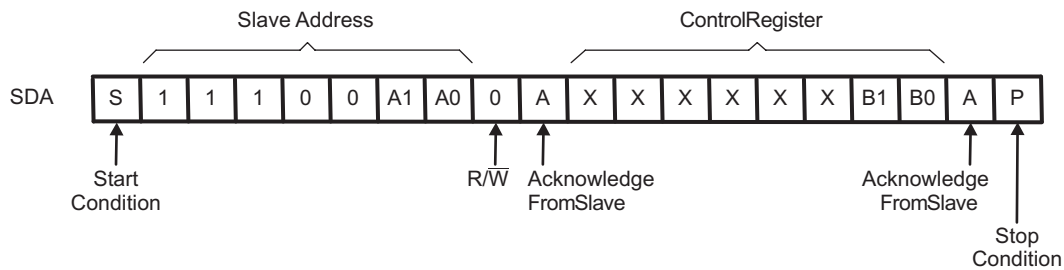 Slave Address
ControlRegister
SDA S 1 1 1 0 0 A1 A0 0 A X X X X X X B1 B0 A P
Start
Condition
R/W
Acknowledge
FromSlave
Acknowledge
FromSlave
Stop
Condition